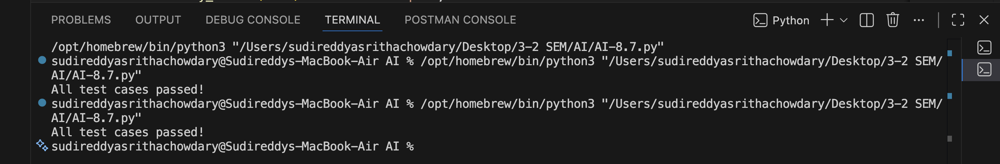 PROBLEMS OUTPUT DEBUG CONSOLE TERMINAL POSTMAN CONSOLE Python
/opt/homebrew/bin/python3 "/Users/sudireddyasrithachowdary/Desktop/3-2 SEM/AI/AI-8.7.py"
sudireddyasrithachowdary@Sudireddys-MacBook-Air AI % /opt/homebrew/bin/python3 "/Users/sudireddyasrithachowdary/Desktop/3-2 SEM/
AI/AI-8.7.py"
All test cases passed!
sudireddyasrithachowdary@Sudireddys-MacBook-Air AI % /opt/homebrew/bin/python3 "/Users/sudireddyasrithachowdary/Desktop/3-2 SEM/
AI/AI-8.7.py"
All test cases passed!
sudireddyasrithachowdary@Sudireddys-MacBook-Air AI %